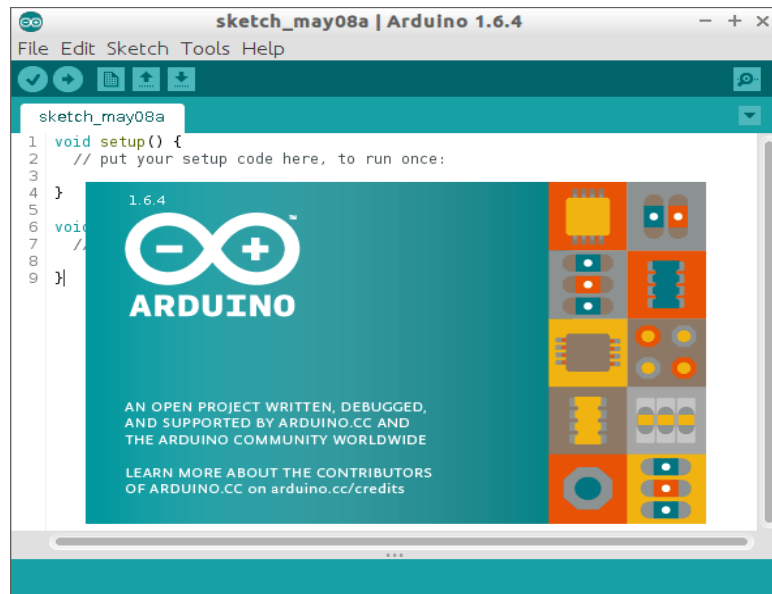 sketch_may08a | Arduino 1.6.4
File Edit Sketch Tools Help
sketch_may08a
1 void setup() {
2 // put your setup code here, to run once:
3
4 }
5
6 voi
7 //
8
9 }
1.6.4
™
ARDUINO
AN OPEN PROJECT WRITTEN, DEBUGGED,
AND SUPPORTED BY ARDUINO.CC AND
THE ARDUINO COMMUNITY WORLDWIDE
LEARN MORE ABOUT THE CONTRIBUTORS
OF ARDUINO.CC on arduino.cc/credits